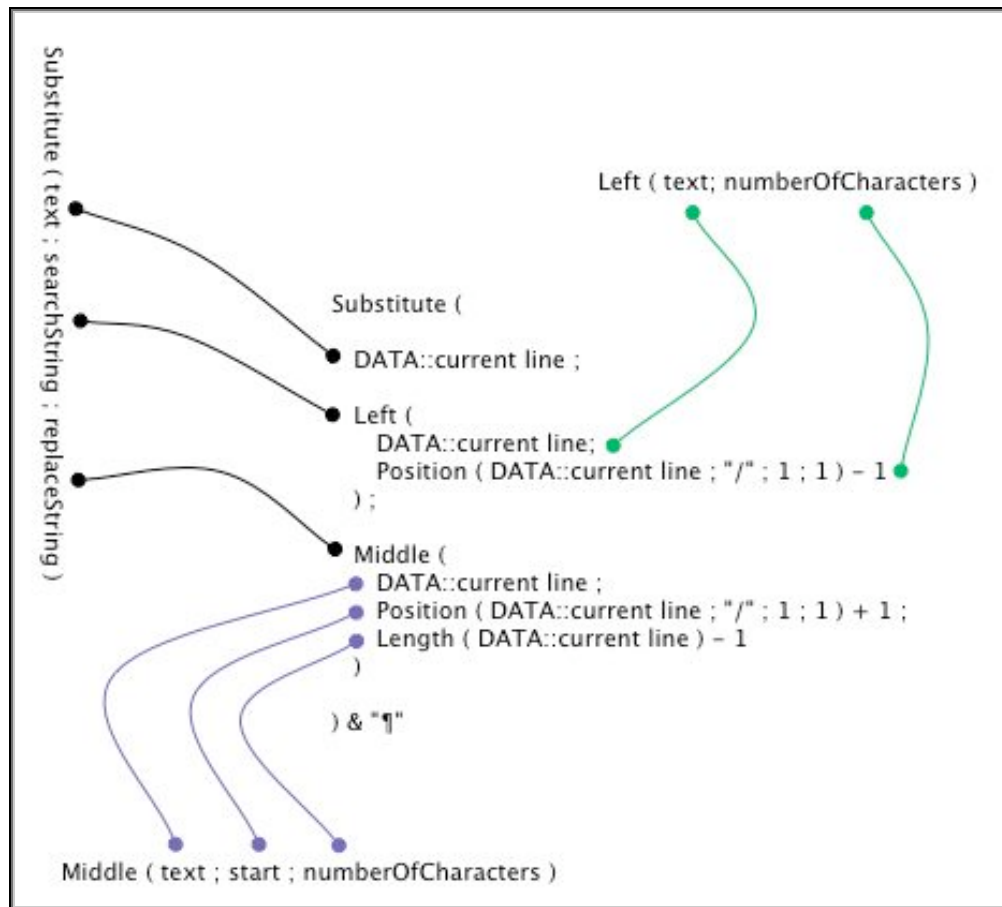 Substitute ( text ; searchString ; replaceString )
Left ( text; numberOfCharacters )
Substitute (
DATA::current line ;
Left (
DATA::current line;
Position ( DATA::current line ; "/" ; 1 ; 1 ) – 1
) ;
Middle (
DATA::current line ;
Position ( DATA::current line ; "/" ; 1 ; 1 ) + 1 ;
Length ( DATA::current line ) – 1
)
) & "¶"
Middle ( text ; start ; numberOfCharacters )